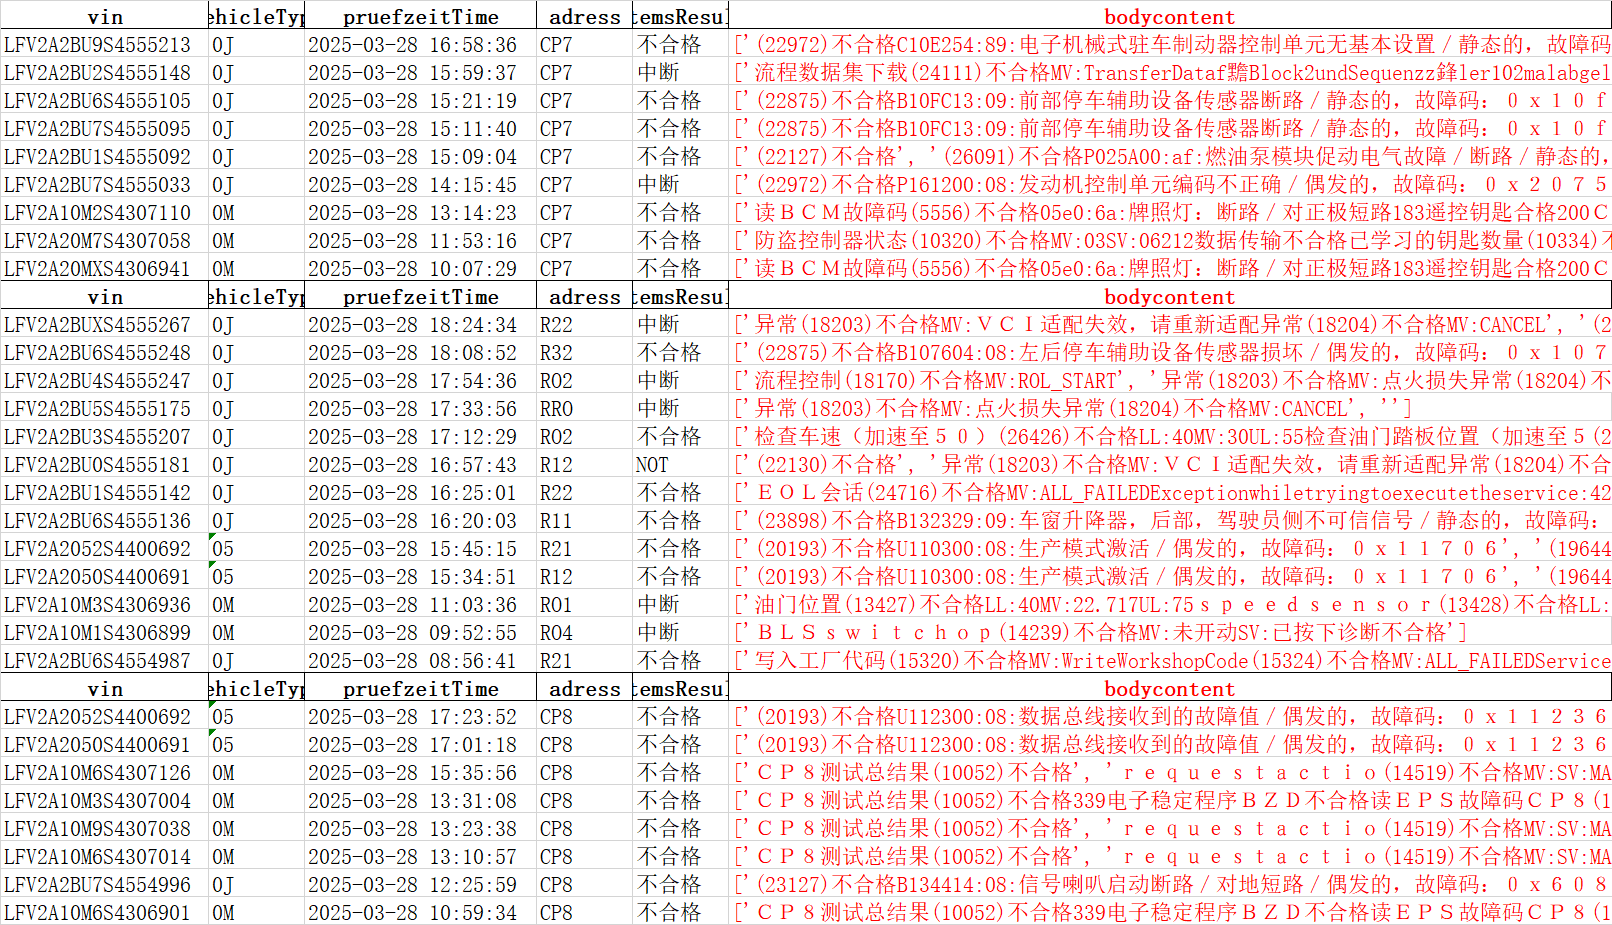 vin ehicleTyp pruefzeitTime adress temsResul bodycontent
LFV2A2BU9S4555213 0J 2025-03-28 16:58:36 CP7 不合格 ['(22972)不合格C10E254:89:电子机械式驻车制动器控制单元无基本设置／静态的，故障码
LFV2A2BU2S4555148 0J 2025-03-28 15:59:37 CP7 中断 ['流程数据集下载(24111)不合格MV:TransferDataf黵Block2undSequenzz鋒ler102malabgel
LFV2A2BU6S4555105 0J 2025-03-28 15:21:19 CP7 不合格 ['(22875)不合格B10FC13:09:前部停车辅助设备传感器断路／静态的，故障码：０ｘ１０ｆ
LFV2A2BU7S4555095 0J 2025-03-28 15:11:40 CP7 不合格 ['(22875)不合格B10FC13:09:前部停车辅助设备传感器断路／静态的，故障码：０ｘ１０ｆ
LFV2A2BU1S4555092 0J 2025-03-28 15:09:04 CP7 不合格 ['(22127)不合格', '(26091)不合格P025A00:af:燃油泵模块促动电气故障／断路／静态的，
LFV2A2BU7S4555033 0J 2025-03-28 14:15:45 CP7 中断 ['(22972)不合格P161200:08:发动机控制单元编码不正确／偶发的，故障码：０ｘ２０７５
LFV2A10M2S4307110 0M 2025-03-28 13:14:23 CP7 不合格 ['读ＢＣＭ故障码(5556)不合格05e0:6a:牌照灯：断路／对正极短路183遥控钥匙合格200Ｃ
LFV2A20M7S4307058 0M 2025-03-28 11:53:16 CP7 不合格 ['防盗控制器状态(10320)不合格MV:03SV:06212数据传输不合格已学习的钥匙数量(10334)不
LFV2A20MXS4306941 0M 2025-03-28 10:07:29 CP7 不合格 ['读ＢＣＭ故障码(5556)不合格05e0:6a:牌照灯：断路／对正极短路183遥控钥匙合格200Ｃ
vin ehicleTyp pruefzeitTime adress temsResul bodycontent
LFV2A2BUXS4555267 0J 2025-03-28 18:24:34 R22 中断 ['异常(18203)不合格MV:ＶＣＩ适配失效，请重新适配异常(18204)不合格MV:CANCEL', '(2
LFV2A2BU6S4555248 0J 2025-03-28 18:08:52 R32 不合格 ['(22875)不合格B107604:08:左后停车辅助设备传感器损坏／偶发的，故障码：０ｘ１０７
LFV2A2BU4S4555247 0J 2025-03-28 17:54:36 R02 中断 ['流程控制(18170)不合格MV:ROL_START', '异常(18203)不合格MV:点火损失异常(18204)不
LFV2A2BU5S4555175 0J 2025-03-28 17:33:56 RR0 中断 ['异常(18203)不合格MV:点火损失异常(18204)不合格MV:CANCEL', '']
LFV2A2BU3S4555207 0J 2025-03-28 17:12:29 R02 不合格 ['检查车速（加速至５０）(26426)不合格LL:40MV:30UL:55检查油门踏板位置（加速至５(2
LFV2A2BU0S4555181 0J 2025-03-28 16:57:43 R12 NOT ['(22130)不合格', '异常(18203)不合格MV:ＶＣＩ适配失效，请重新适配异常(18204)不合
LFV2A2BU1S4555142 0J 2025-03-28 16:25:01 R22 不合格 ['ＥＯＬ会话(24716)不合格MV:ALL_FAILEDExceptionwhiletryingtoexecutetheservice:42
LFV2A2BU6S4555136 0J 2025-03-28 16:20:03 R11 不合格 ['(23898)不合格B132329:09:车窗升降器，后部，驾驶员侧不可信信号／静态的，故障码：
LFV2A2052S4400692 05 2025-03-28 15:45:15 R21 不合格 ['(20193)不合格U110300:08:生产模式激活／偶发的，故障码：０ｘ１１７０６', '(19644
LFV2A2050S4400691 05 2025-03-28 15:34:51 R12 不合格 ['(20193)不合格U110300:08:生产模式激活／偶发的，故障码：０ｘ１１７０６', '(19644
LFV2A10M3S4306936 0M 2025-03-28 11:03:36 R01 中断 ['油门位置(13427)不合格LL:40MV:22.717UL:75ｓｐｅｅｄｓｅｎｓｏｒ(13428)不合格LL:
LFV2A10M1S4306899 0M 2025-03-28 09:52:55 R04 中断 ['ＢＬＳｓｗｉｔｃｈｏｐ(14239)不合格MV:未开动SV:已按下诊断不合格']
LFV2A2BU6S4554987 0J 2025-03-28 08:56:41 R21 不合格 ['写入工厂代码(15320)不合格MV:WriteWorkshopCode(15324)不合格MV:ALL_FAILEDService
vin ehicleTyp pruefzeitTime adress temsResul bodycontent
LFV2A2052S4400692 05 2025-03-28 17:23:52 CP8 不合格 ['(20193)不合格U112300:08:数据总线接收到的故障值／偶发的，故障码：０ｘ１１２３６
LFV2A2050S4400691 05 2025-03-28 17:01:18 CP8 不合格 ['(20193)不合格U112300:08:数据总线接收到的故障值／偶发的，故障码：０ｘ１１２３６
LFV2A10M6S4307126 0M 2025-03-28 15:35:56 CP8 不合格 ['ＣＰ８测试总结果(10052)不合格', 'ｒｅｑｕｅｓｔａｃｔｉｏ(14519)不合格MV:SV:MA
LFV2A10M3S4307004 0M 2025-03-28 13:31:08 CP8 不合格 ['ＣＰ８测试总结果(10052)不合格339电子稳定程序ＢＺＤ不合格读ＥＰＳ故障码ＣＰ８(1
LFV2A10M9S4307038 0M 2025-03-28 13:23:38 CP8 不合格 ['ＣＰ８测试总结果(10052)不合格', 'ｒｅｑｕｅｓｔａｃｔｉｏ(14519)不合格MV:SV:MA
LFV2A10M6S4307014 0M 2025-03-28 13:10:57 CP8 不合格 ['ＣＰ８测试总结果(10052)不合格', 'ｒｅｑｕｅｓｔａｃｔｉｏ(14519)不合格MV:SV:MA
LFV2A2BU7S4554996 0J 2025-03-28 12:25:59 CP8 不合格 ['(23127)不合格B134414:08:信号喇叭启动断路／对地短路／偶发的，故障码：０ｘ６０８
LFV2A10M6S4306901 0M 2025-03-28 10:59:34 CP8 不合格 ['ＣＰ８测试总结果(10052)不合格339电子稳定程序ＢＺＤ不合格读ＥＰＳ故障码ＣＰ８(1